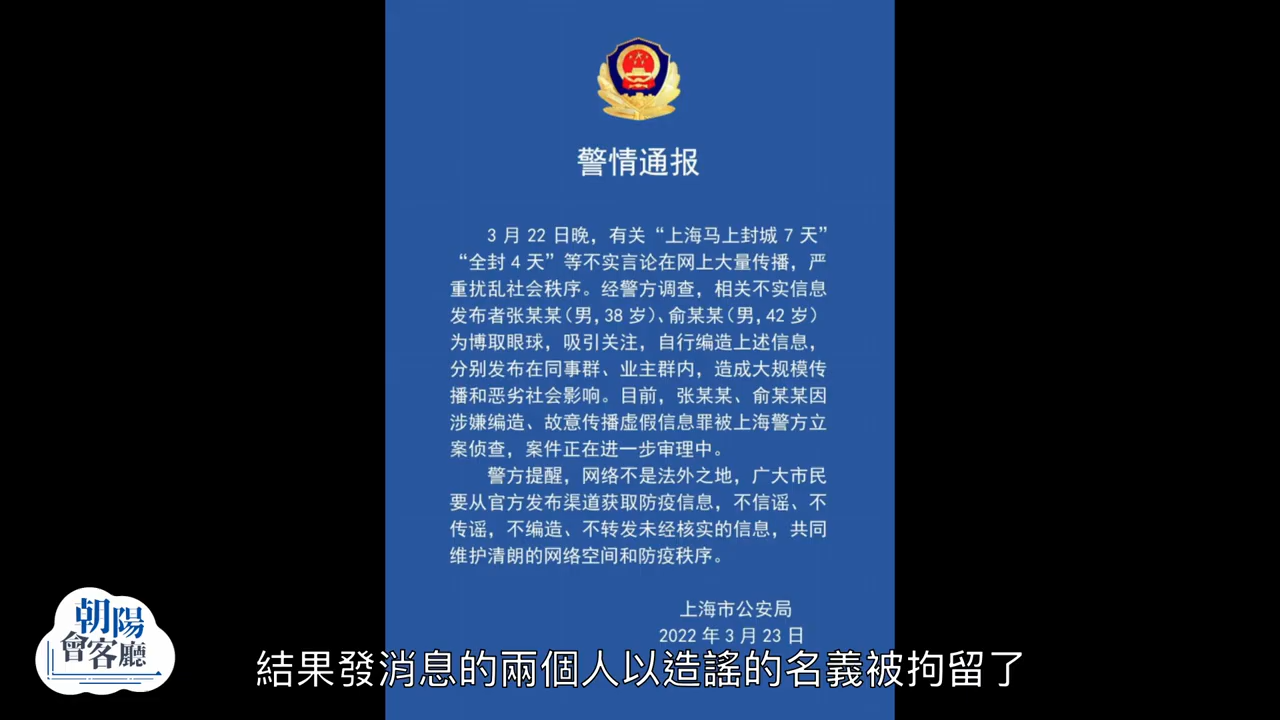 警情通报
3月22日晚，有关“上海马上封城7天”
“全封4天”等不实言论在网上大量传播，严
重扰乱社会秩序。经警方调查，相关不实信息
发布者张某某（男，38岁）、俞某某（男，42岁）
为博取眼球，吸引关注，自行编造上述信息，
分别发布在同事群、业主群内，造成大规模传
播和恶劣社会影响。目前，张某某、俞某某因
涉嫌编造、故意传播虚假信息罪被上海警方立
案侦查，案件正在进一步审理中。
警方提醒，网络不是法外之地，广大市民
要从官方发布渠道获取防疫信息，不信谣、不
传谣，不编造、不转发未经核实的信息，共同
维护清朗的网络空间和防疫秩序。
上海市公安局
2022年3月23日
朝陽
會客廳
結果發消息的兩個人以造謠的名義被拘留了